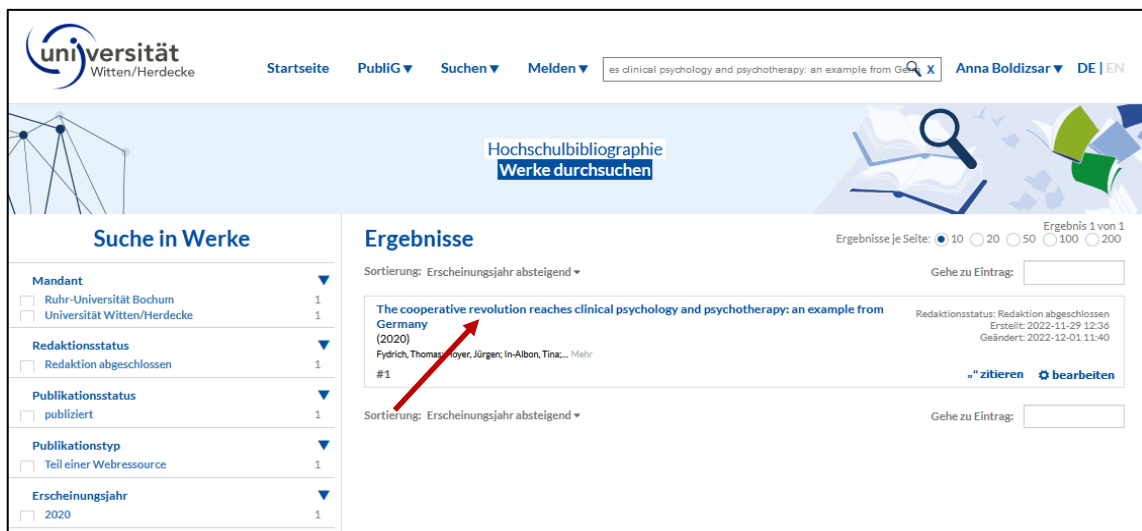 universität
Witten/Herdecke
Startseite PubliG Suchen Melden es clinical psychology and psychotherapy: an example from Germ X Anna Boldizsar DE | EN
Hochschulbibliographie
Werke durchsuchen
Suche in Werke
Mandant
Ruhr-Universität Bochum 1
Universität Witten/Herdecke 1
Redaktionsstatus
Redaktion abgeschlossen 1
Publikationsstatus
publiziert 1
Publikationstyp
Teil einer Webressource 1
Erscheinungsjahr
2020 1
Ergebnisse
Ergebnis 1 von 1
Ergebnisse je Seite: 10 20 50 100 200
Sortierung: Erscheinungsjahr absteigend
Gehe zu Eintrag:
The cooperative revolution reaches clinical psychology and psychotherapy: an example from
Germany
(2020)
Fydrich, Thomas; Hoyer, Jürgen; In-Albon, Tina;... Mehr
#1
Redaktionsstatus: Redaktion abgeschlossen
Erstellt: 2022-11-29 12:36
Geändert: 2022-12-01 11:40
„“ zitieren bearbeiten
Sortierung: Erscheinungsjahr absteigend
Gehe zu Eintrag: